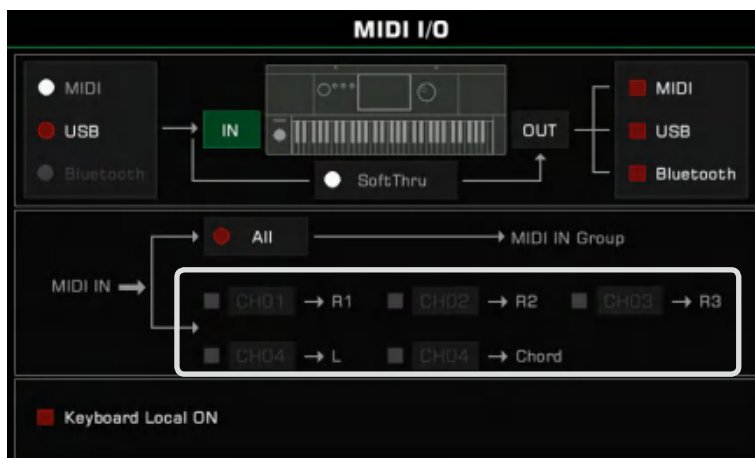 MIDI I/O
MIDI
USB
Bluetooth
IN
OUT
SoftThru
MIDI
USB
Bluetooth
MIDI IN
All
MIDI IN Group
CH01 → R1 CH02 → R2 CH03 → R3
CH04 → L CH04 → Chord
Keyboard Local ON